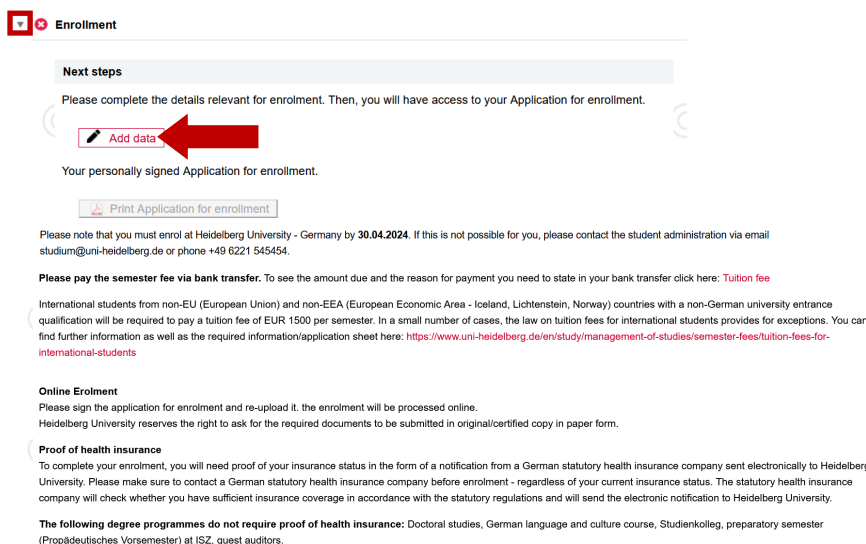 Enrollment
Next steps
Please complete the details relevant for enrolment. Then, you will have access to your Application for enrollment.
Add data
Your personally signed Application for enrollment.
Print Application for enrollment
Please note that you must enrol at Heidelberg University - Germany by 30.04.2024. If this is not possible for you, please contact the student administration via email
studium@uni-heidelberg.de or phone +49 6221 545454.
Please pay the semester fee via bank transfer. To see the amount due and the reason for payment you need to state in your bank transfer click here: Tuition fee
International students from non-EU (European Union) and non-EEA (European Economic Area - Iceland, Lichtenstein, Norway) countries with a non-German university entrance
qualification will be required to pay a tuition fee of EUR 1500 per semester. In a small number of cases, the law on tuition fees for international students provides for exceptions. You can
find further information as well as the required information/application sheet here: https://www.uni-heidelberg.de/en/study/management-of-studies/semester-fees/tuition-fees-for-
international-students
Online Erolment
Please sign the application for enrolment and re-upload it. the enrolment will be processed online.
Heidelberg University reserves the right to ask for the required documents to be submitted in original/certified copy in paper form.
Proof of health insurance
To complete your enrolment, you will need proof of your insurance status in the form of a notification from a German statutory health insurance company sent electronically to Heidelberg
University. Please make sure to contact a German statutory health insurance company before enrolment - regardless of your current insurance status. The statutory health insurance
company will check whether you have sufficient insurance coverage in accordance with the statutory regulations and will send the electronic notification to Heidelberg University.
The following degree programmes do not require proof of health insurance: Doctoral studies, German language and culture course, Studienkolleg, preparatory semester
(Propädeutisches Vorsemester) at ISZ, guest auditors.